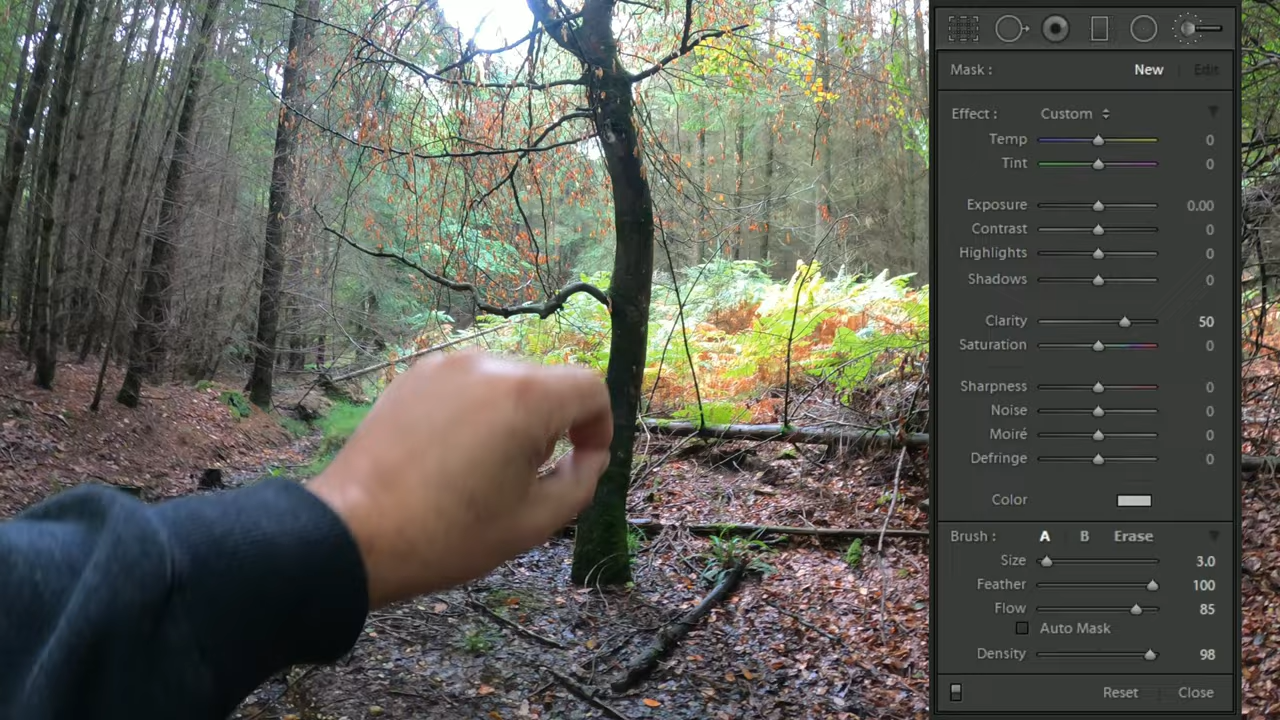 Mask : New Edit
Effect : Custom
Temp 0
Tint 0
Exposure 0.00
Contrast 0
Highlights 0
Shadows 0
Clarity 50
Saturation 0
Sharpness 0
Noise 0
Moiré 0
Defringe 0
Color
Brush : A B Erase
Size 3.0
Feather 100
Flow 85
Auto Mask
Density 98
Reset Close